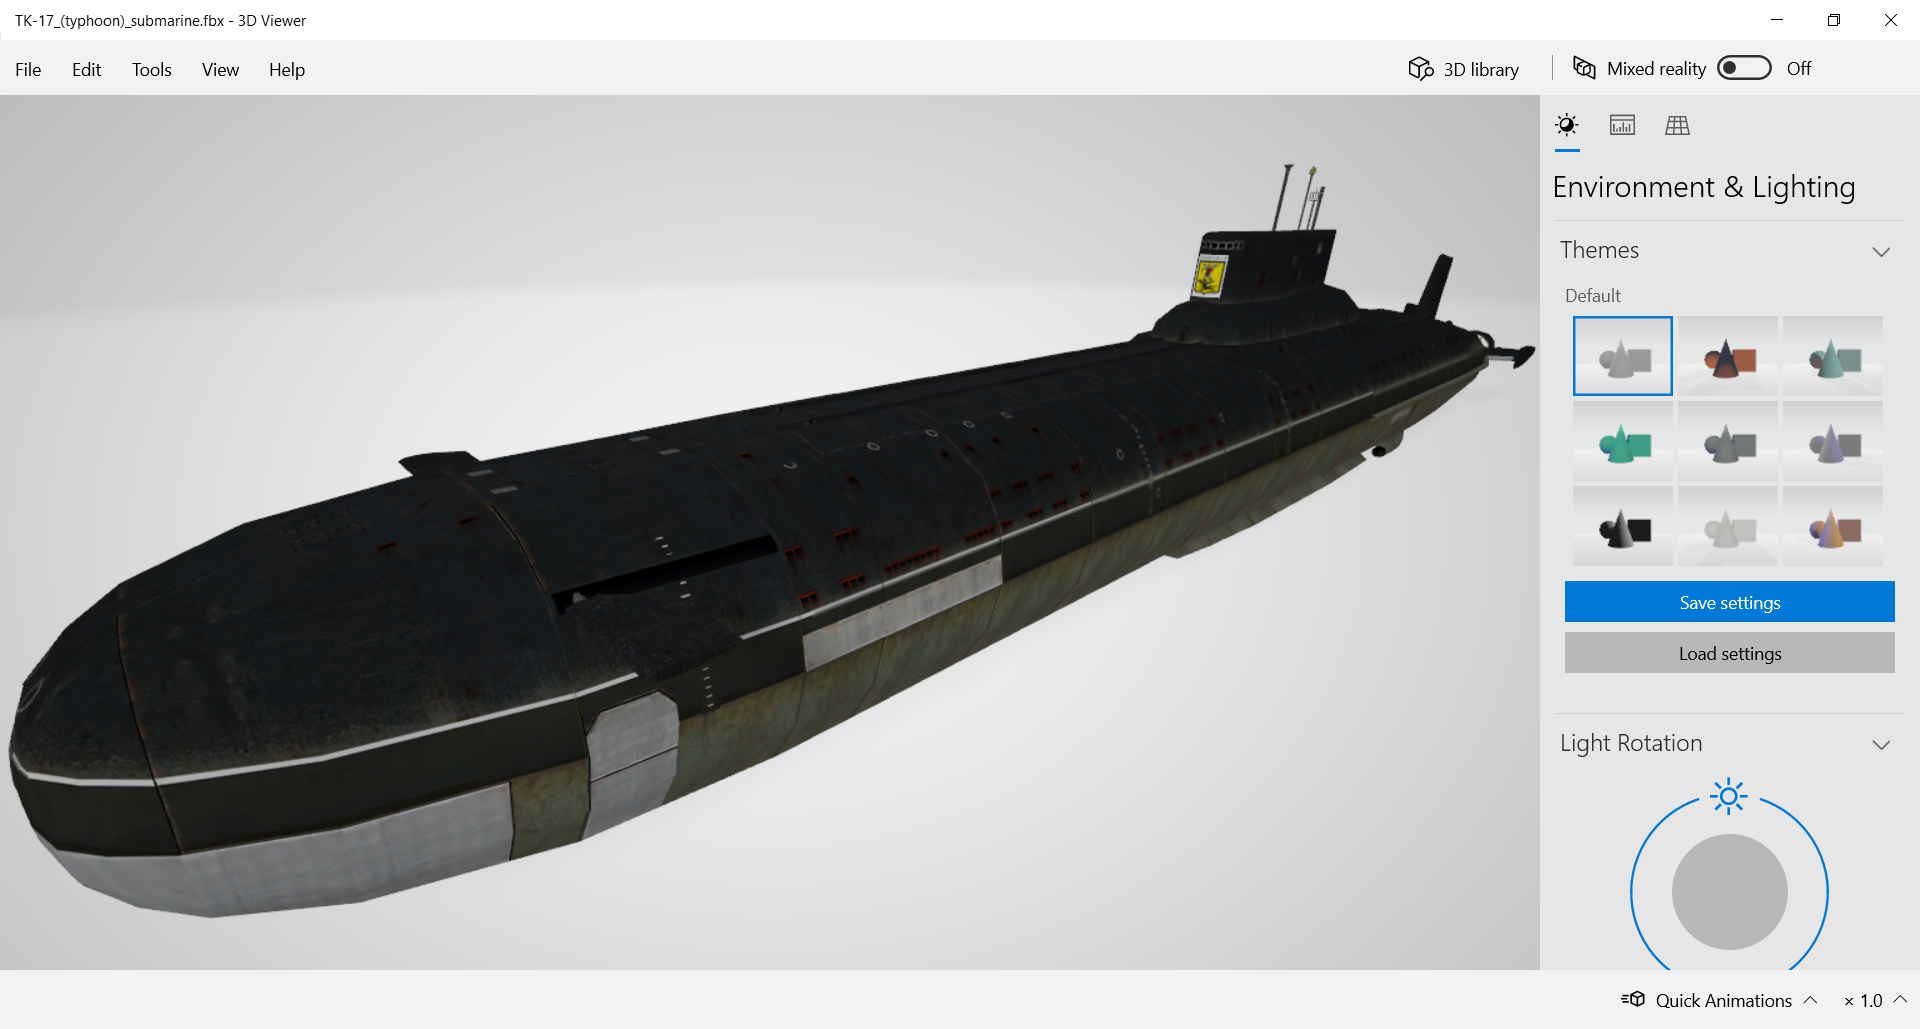 TK-17_(typhoon)_submarine.fbx - 3D Viewer
File Edit Tools View Help
3D library
Mixed reality Off
Environment & Lighting
Themes
Default
Save settings
Load settings
Light Rotation
Quick Animations
× 1.0